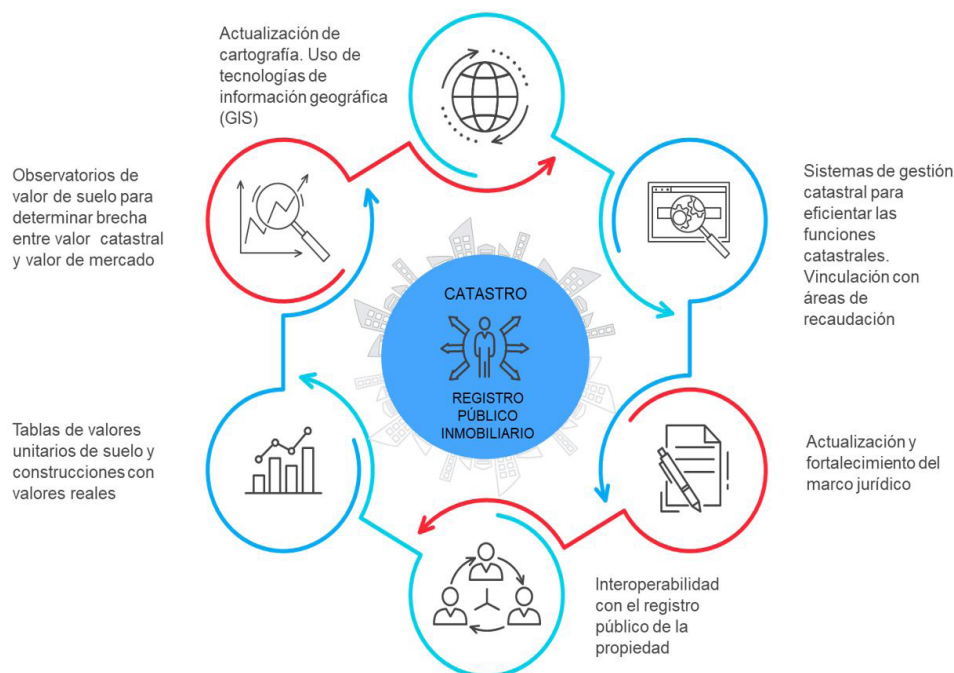 Actualización de
cartografía. Uso de
tecnologías de
información geográfica
(GIS)
Observatorios de
valor de suelo para
determinar brecha
entre valor catastral
y valor de mercado
Sistemas de gestión
catastral para
eficientar las
funciones
catastrales.
Vinculación con
áreas de
recaudación
CATASTRO
REGISTRO
PÚBLICO
INMOBILIARIO
Tablas de valores
unitarios de suelo y
construcciones con
valores reales
Actualización y
fortalecimiento del
marco jurídico
Interoperabilidad
con el registro
público de la
propiedad